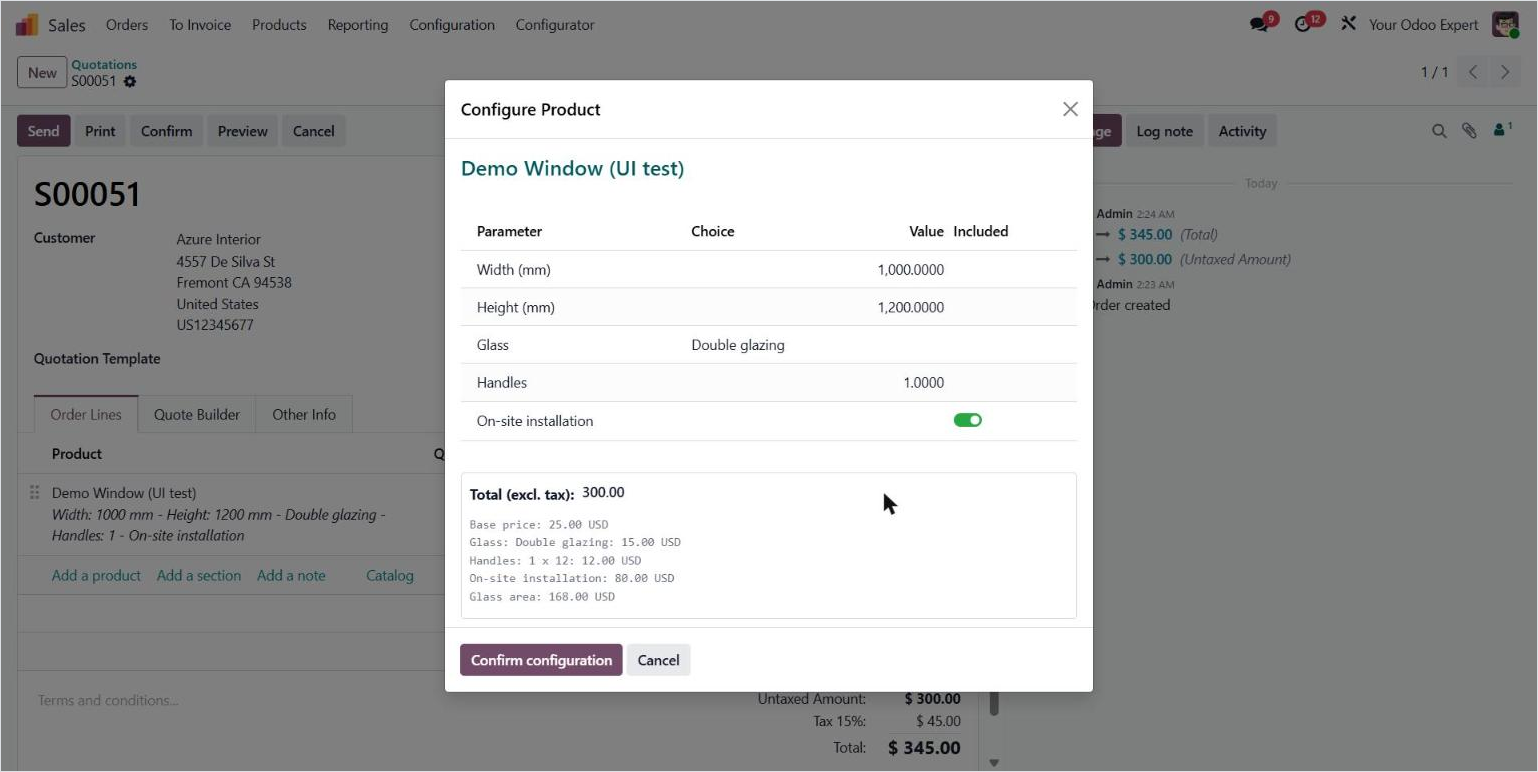 Sales Orders To Invoice Products Reporting Configuration Configurator 9 12 Your Odoo Expert
New Quotations
S00051
1 / 1
Send Print Confirm Preview Cancel
S00051
Customer Azure Interior
4557 De Silva St
Fremont CA 94538
United States
US12345677
Quotation Template
Order Lines Quote Builder Other Info
Product Q
Demo Window (UI test)
Width: 1000 mm - Height: 1200 mm - Double glazing -
Handles: 1 - On-site installation
Add a product Add a section Add a note Catalog
Terms and conditions...
Configure Product
Demo Window (UI test)
Parameter Choice Value Included
Width (mm) 1,000.0000
Height (mm) 1,200.0000
Glass Double glazing
Handles 1.0000
On-site installation
Total (excl. tax): 300.00
Base price: 25.00 USD
Glass: Double glazing: 15.00 USD
Handles: 1 x 12: 12.00 USD
On-site installation: 80.00 USD
Glass area: 168.00 USD
Confirm configuration Cancel
Untaxed Amount: $ 300.00
Tax 15%: $ 45.00
Total: $ 345.00
ge Log note Activity 1
Today
Admin 2:24 AM
→ $ 345.00 (Total)
→ $ 300.00 (Untaxed Amount)
Admin 2:23 AM
rder created